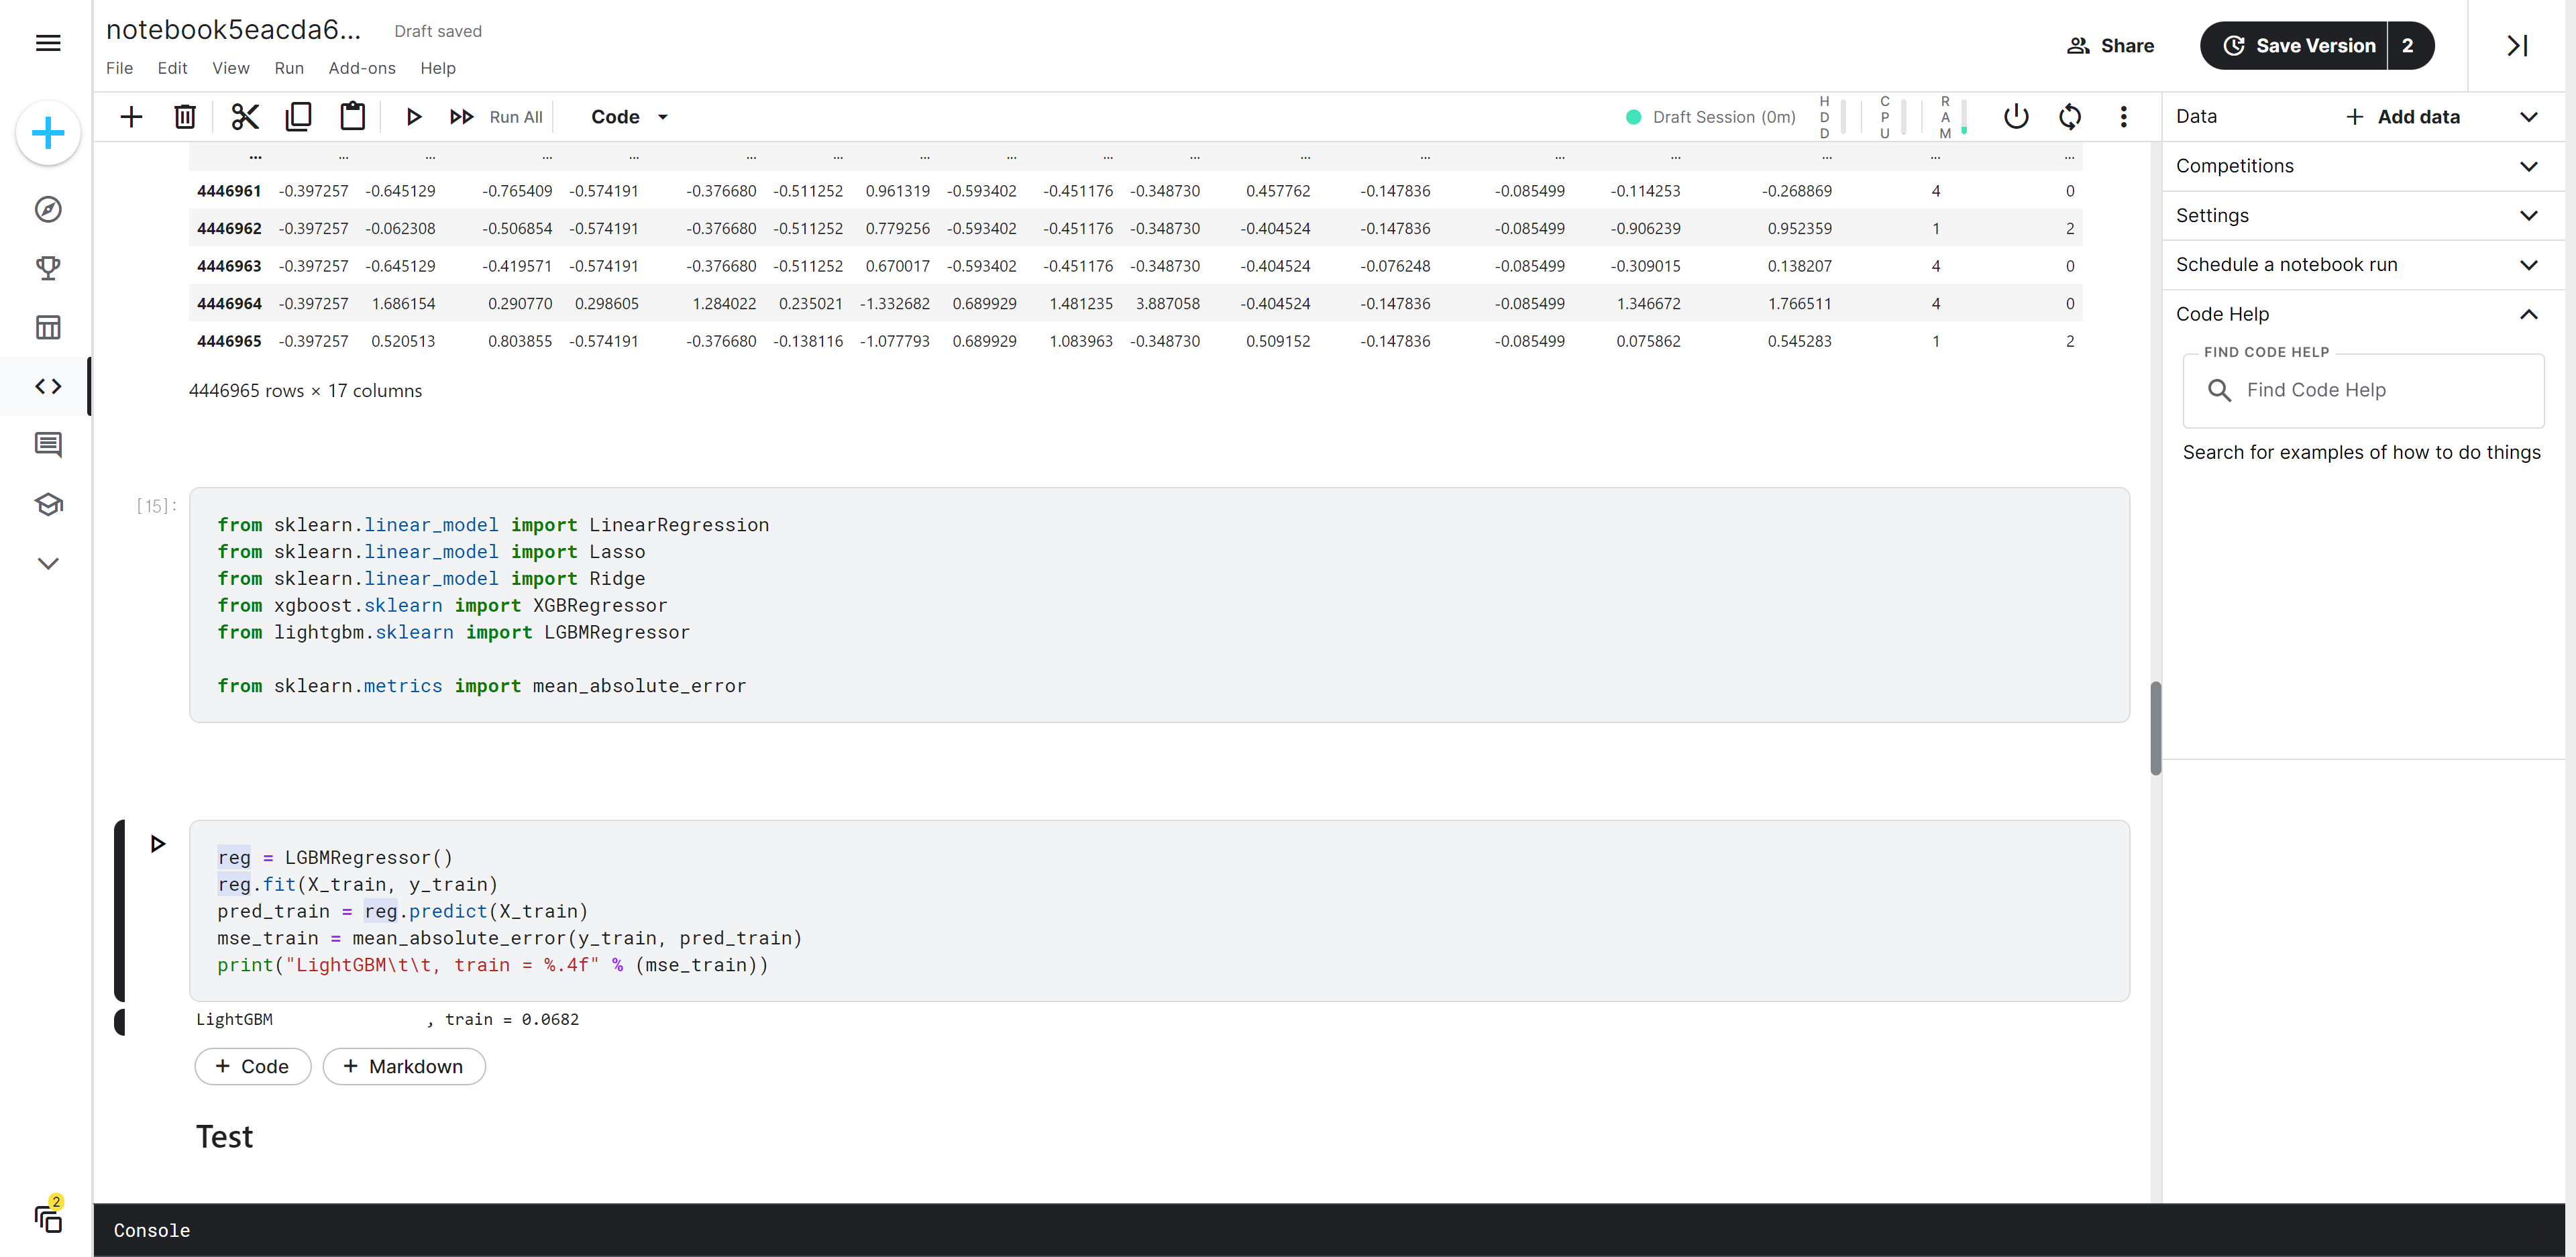 notebook5eacda6... Draft saved
File Edit View Run Add-ons Help
Share
Save Version 2
Run All Code
Draft Session (0m) HDD CPU RAM
Data + Add data
... ... ... ... ... ... ... ... ... ... ... ... ... ... ... ... ... ...
4446961 -0.397257 -0.645129 -0.765409 -0.574191 -0.376680 -0.511252 0.961319 -0.593402 -0.451176 -0.348730 0.457762 -0.147836 -0.085499 -0.114253 -0.268869 4 0
4446962 -0.397257 -0.062308 -0.506854 -0.574191 -0.376680 -0.511252 0.779256 -0.593402 -0.451176 -0.348730 -0.404524 -0.147836 -0.085499 -0.906239 0.952359 1 2
4446963 -0.397257 -0.645129 -0.419571 -0.574191 -0.376680 -0.511252 0.670017 -0.593402 -0.451176 -0.348730 -0.404524 -0.076248 -0.085499 -0.309015 0.138207 4 0
4446964 -0.397257 1.686154 0.290770 0.298605 1.284022 0.235021 -1.332682 0.689929 1.481235 3.887058 -0.404524 -0.147836 -0.085499 1.346672 1.766511 4 0
4446965 -0.397257 0.520513 0.803855 -0.574191 -0.376680 -0.138116 -1.077793 0.689929 1.083963 -0.348730 0.509152 -0.147836 -0.085499 0.075862 0.545283 1 2
4446965 rows × 17 columns
[15]:
from sklearn.linear_model import LinearRegression
from sklearn.linear_model import Lasso
from sklearn.linear_model import Ridge
from xgboost.sklearn import XGBRegressor
from lightgbm.sklearn import LGBMRegressor
from sklearn.metrics import mean_absolute_error
reg = LGBMRegressor()
reg.fit(X_train, y_train)
pred_train = reg.predict(X_train)
mse_train = mean_absolute_error(y_train, pred_train)
print("LightGBM\t\t, train = %.4f" % (mse_train))
LightGBM , train = 0.0682
+ Code + Markdown
Test
Competitions
Settings
Schedule a notebook run
Code Help
FIND CODE HELP
Find Code Help
Search for examples of how to do things
2
Console